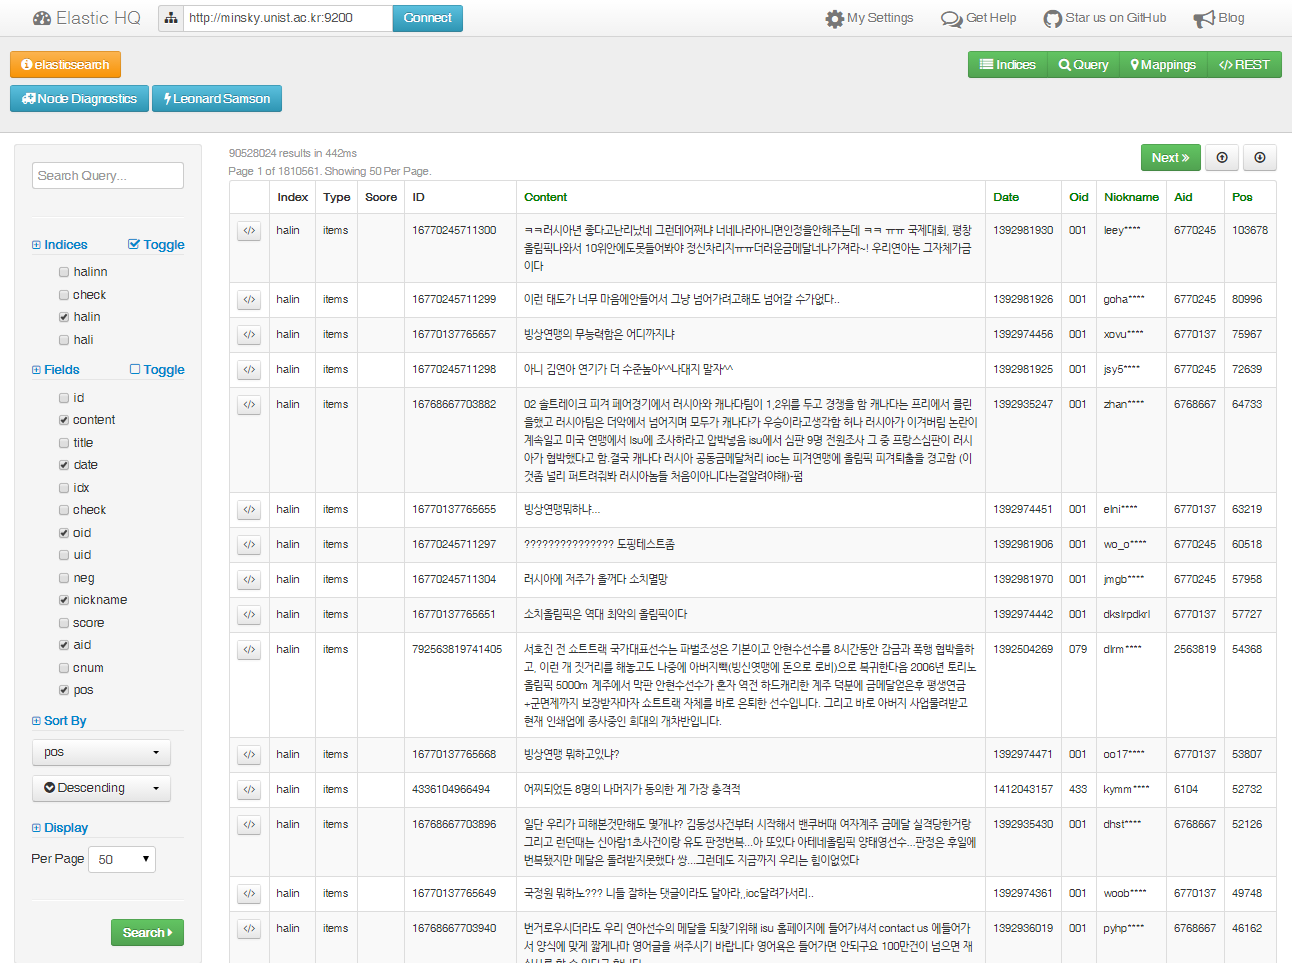 Elastic HQ
http://minsky.unist.ac.kr:9200
Connect
My Settings
Get Help
Star us on GitHub
Blog
elasticsearch
Indices
Query
Mappings
</> REST
Node Diagnostics
Leonard Samson
Search Query...
Indices
Toggle
halinn
check
halin
hali
Fields
Toggle
id
content
title
date
idx
check
oid
uid
neg
nickname
score
aid
cnum
pos
Sort By
pos
Descending
Display
Per Page 50
Search
90528024 results in 442ms
Page 1 of 1810561. Showing 50 Per Page.
Next »
Index Type Score ID Content Date Oid Nickname Aid Pos
</> halin items 16770245711300 ㅋㅋ러시아년 좋다고난리났네 그런데어쩌냐 너네나라아니면인정을안해주는데 ㅋㅋ ㅠㅠ 국제대회, 평창 1392981930 001 leey**** 6770245 103678
올림픽나와서 10위안에도못들어봐야 정신차리지ㅠㅠ더러운금메달너나가져라~! 우리연아는 그자체가금
이다
</> halin items 16770245711299 이런 태도가 너무 마음에안들어서 그냥 넘어가려고해도 넘어갈 수가없다.. 1392981926 001 goha**** 6770245 80996
</> halin items 16770137765657 빙상연맹의 무능력함은 어디까지냐 1392974456 001 xovu**** 6770137 75967
</> halin items 16770245711298 아니 김연아 연기가 더 수준높아^^나대지 말자^^ 1392981925 001 jsy5**** 6770245 72639
</> halin items 16768667703882 02 솔트레이크 피겨 페어경기에서 러시아와 캐나다팀이 1,2위를 두고 경쟁을 함 캐나다는 프리에서 클린 1392935247 001 zhan**** 6768667 64733
을했고 러시아팀은 더악에서 넘어지며 모두가 캐나다가 우승이라고생각함 허나 러시아가 이겨버림 논란이
계속일고 미국 연맹에서 Isu에 조사하라고 압박넣음 isu에서 심판 9명 전원조사 그 중 프랑스심판이 러시
아가 협박했다고 함.결국 캐나다 러시아 공동금메달처리 ioc는 피겨연맹에 올림픽 피겨퇴출을 경고함 (이
것좀 널리 퍼트려줘봐 러시아놈들 처음이아니다는걸알려야해)-펌
</> halin items 16770137765655 빙상연맹뭐하냐... 1392974451 001 elni**** 6770137 63219
</> halin items 16770245711297 ??????????????? 도핑테스트좀 1392981906 001 wo_o**** 6770245 60518
</> halin items 16770245711304 러시아에 저주가 올꺼다 소치멸망 1392981970 001 jmgb**** 6770245 57958
</> halin items 16770137765651 소치올림픽은 역대 최악의 올림픽이다 1392974442 001 dkslrpdkrl 6770137 57727
</> halin items 792563819741405 서호진 전 쇼트트랙 국가대표선수는 파벌조성은 기본이고 안현수선수를 8시간동안 감금과 폭행 협박을하 1392504269 079 dlrm**** 2563819 54368
고, 이런 개 짓거리를 해놓고도 나중에 아버지빽(빙신엿맹에 돈으로 로비)으로 복귀한다음 2006년 토리노
올림픽 5000m 계주에서 막판 안현수선수가 혼자 역전 하드캐리한 계주 덕분에 금메달얻은후 평생연금
+군면제까지 보장받자마자 쇼트트랙 자체를 바로 은퇴한 선수입니다. 그리고 바로 아버지 사업물려받고
현재 인쇄업에 종사중인 희대의 개차반입니다.
</> halin items 16770137765668 빙상연맹 뭐하고있냐? 1392974471 001 oo17**** 6770137 53807
</> halin items 4336104966494 어찌되었든 8명의 나머지가 동의한 게 가장 충격적 1412043157 433 kymm**** 6104 52732
</> halin items 16768667703896 일단 우리가 피해본것만해도 몇개냐? 김동성사건부터 시작해서 밴쿠버때 여자계주 금메달 실격당한거랑 1392935430 001 dhst**** 6768667 52126
그리고 런던때는 신아람1초사건이랑 유도 판정번복...아 또있다 아테네올림픽 양태영선수...판정은 후일에
번복됐지만 메달은 돌려받지못했다 쌍...그런데도 지금까지 우리는 힘이없었다
</> halin items 16770137765649 국정원 뭐하노??? 니들 잘하는 댓글이라도 달아라,,ioc달려가서리.. 1392974361 001 woob**** 6770137 49748
</> halin items 16768667703940 번거로우시더라도 우리 연아선수의 메달을 되찾기위해 isu 홈페이지에 들어가셔서 contact us 에들어가 1392936019 001 pyhp**** 6768667 46162
서 양식에 맞게 짧게나마 영어글을 써주시기 바랍니다 영어욕은 들어가면 안되구요 100만건이 넘으면 재